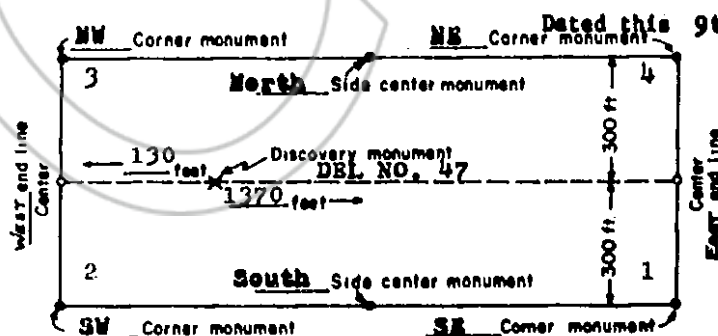 Dated this 9t
NW Corner monument NE Corner monument
3 4
North Side center monument
300 ft
WEST end line
Center
130 feet Discovery monument
DEL NO. 47
1370 feet
Center
EAST end line
300 ft
2 1
South Side center monument
SW Corner monument SE Corner monument